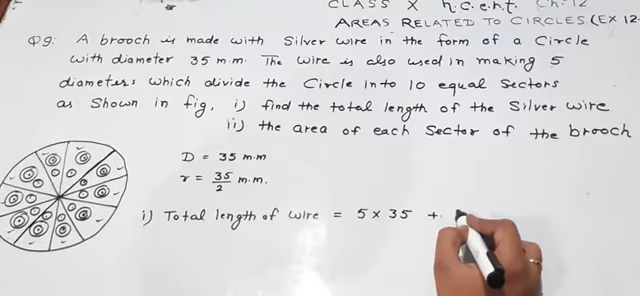 CLASS X n.c.e.r.t. Ch:12
AREAS RELATED TO CIRCLES (EX 12.
Q9: A brooch is made with Silver wire in the form of a Circle
with diameter 35 m.m. The wire is also used in making 5
diameters which divide the Circle into 10 equal Sectors
as Shown in fig, i) find the total length of the Silver wire
ii) the area of each Sector of the brooch
D = 35 m.m
r = 35/2 m.m.
i) Total length of wire = 5 × 35 +